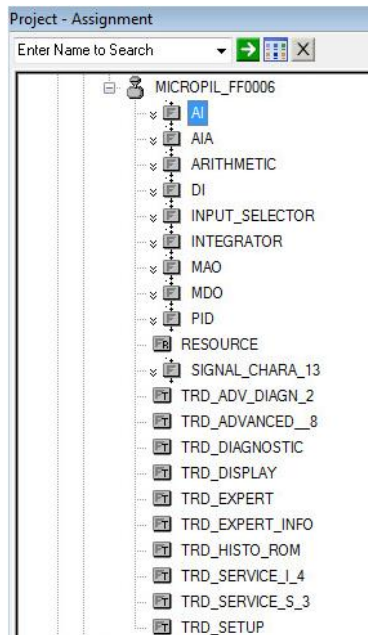 Project - Assignment
Enter Name to Search
MICROPIL_FF0006
AI
AIA
ARITHMETIC
DI
INPUT_SELECTOR
INTEGRATOR
MAO
MDO
PID
RESOURCE
SIGNAL_CHARA_13
TRD_ADV_DIAGN_2
TRD_ADVANCED__8
TRD_DIAGNOSTIC
TRD_DISPLAY
TRD_EXPERT
TRD_EXPERT_INFO
TRD_HISTO_ROM
TRD_SERVICE_I_4
TRD_SERVICE_S_3
TRD_SETUP